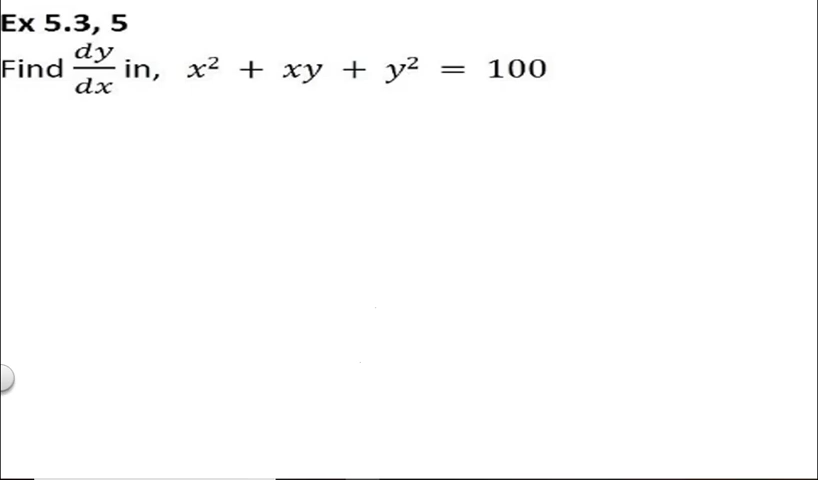 Ex 5.3, 5
Find dy/dx in, x² + xy + y² = 100